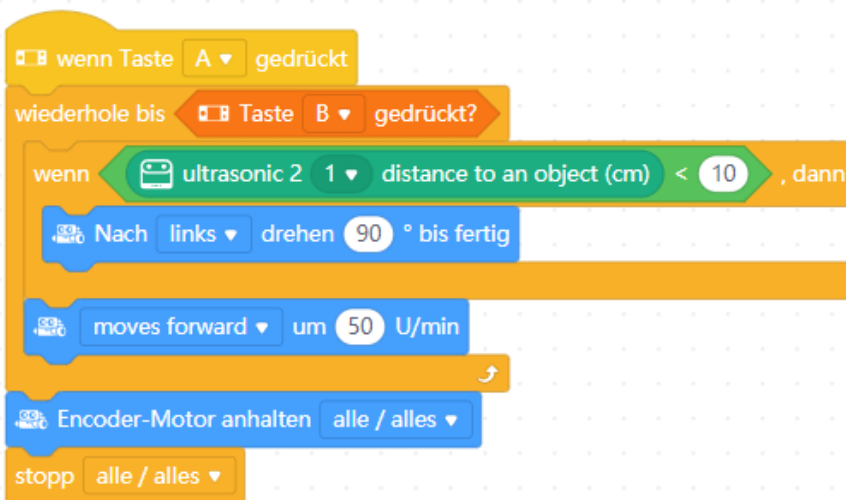 wenn Taste A gedrückt
wiederhole bis Taste B gedrückt?
wenn ultrasonic 2 1 distance to an object (cm) < 10 , dann
Nach links drehen 90 ° bis fertig
moves forward um 50 U/min
Encoder-Motor anhalten alle / alles
stopp alle / alles